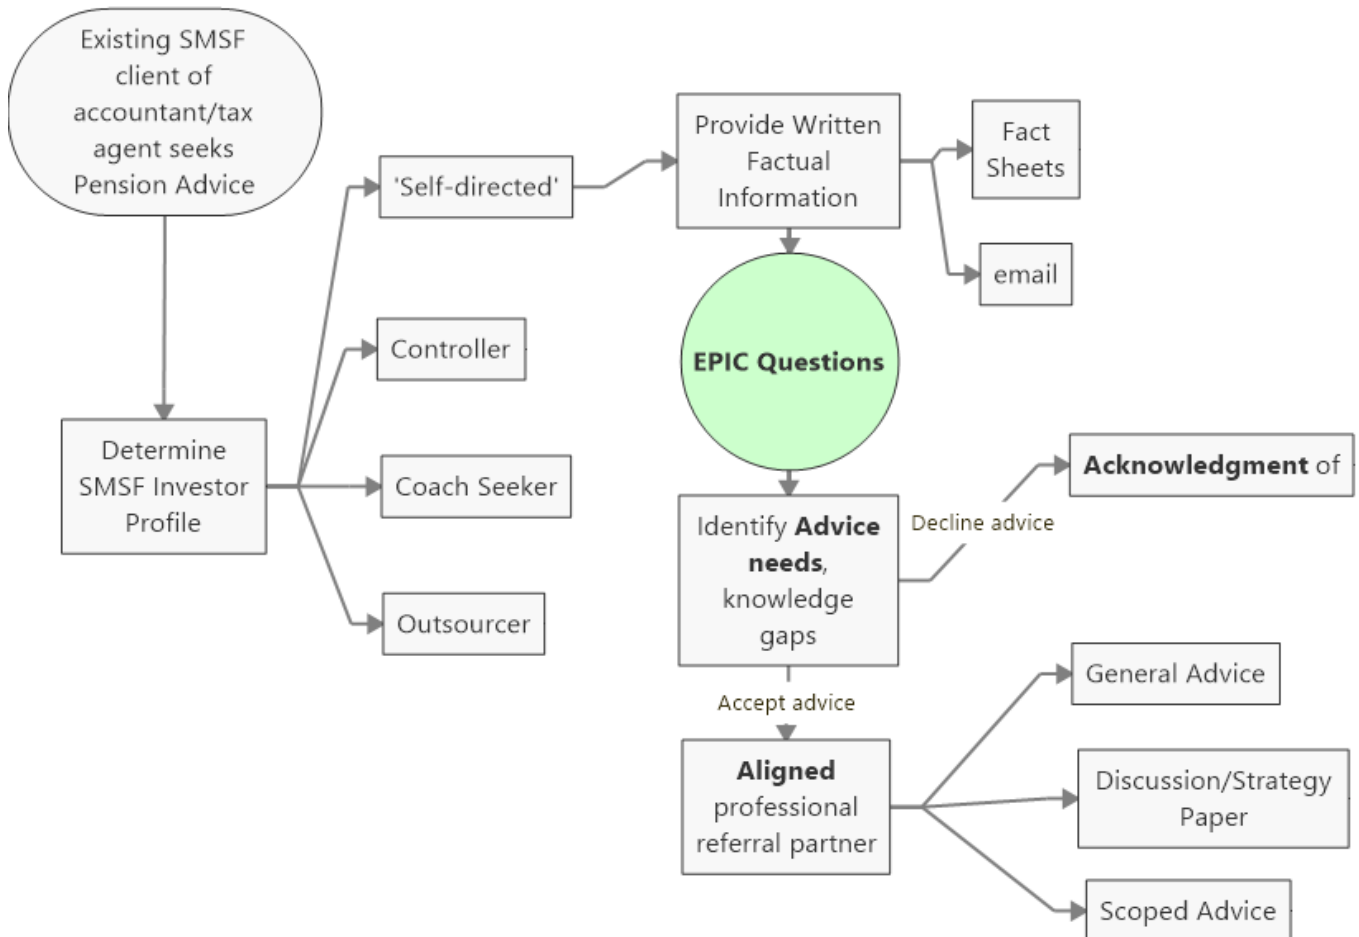 Existing SMSF
client of
accountant/tax
agent seeks
Pension Advice
Determine
SMSF Investor
Profile
'Self-directed'
Controller
Coach Seeker
Outsourcer
Provide Written
Factual
Information
Fact
Sheets
email
EPIC Questions
Identify Advice
needs,
knowledge
gaps
Decline advice
Acknowledgment of
Accept advice
Aligned
professional
referral partner
General Advice
Discussion/Strategy
Paper
Scoped Advice